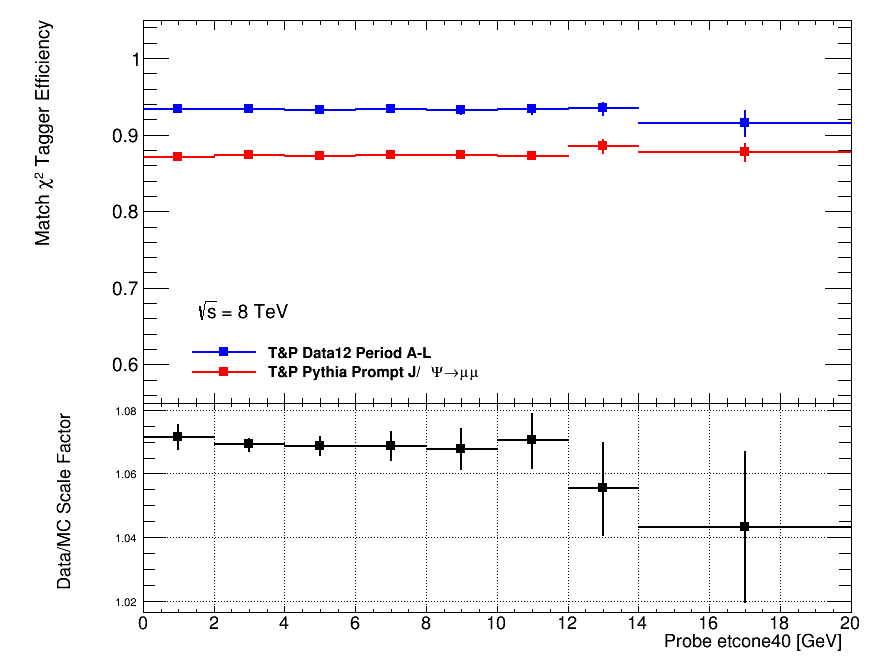 Match χ² Tagger Efficiency
1
0.9
0.8
0.7
0.6
√s = 8 TeV
T&P Data12 Period A-L
T&P Pythia Prompt J/ Ψ→μμ
Data/MC Scale Factor
1.08
1.06
1.04
1.02
0 2 4 6 8 10 12 14 16 18 20
Probe etcone40 [GeV]